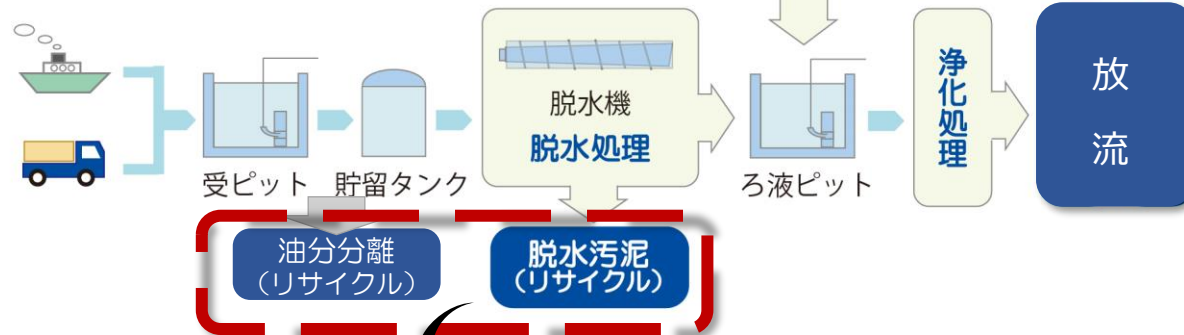 受ピット
貯留タンク
脱水機
脱水処理
ろ液ピット
浄化処理
放流
油分分離
（リサイクル）
脱水汚泥
（リサイクル）